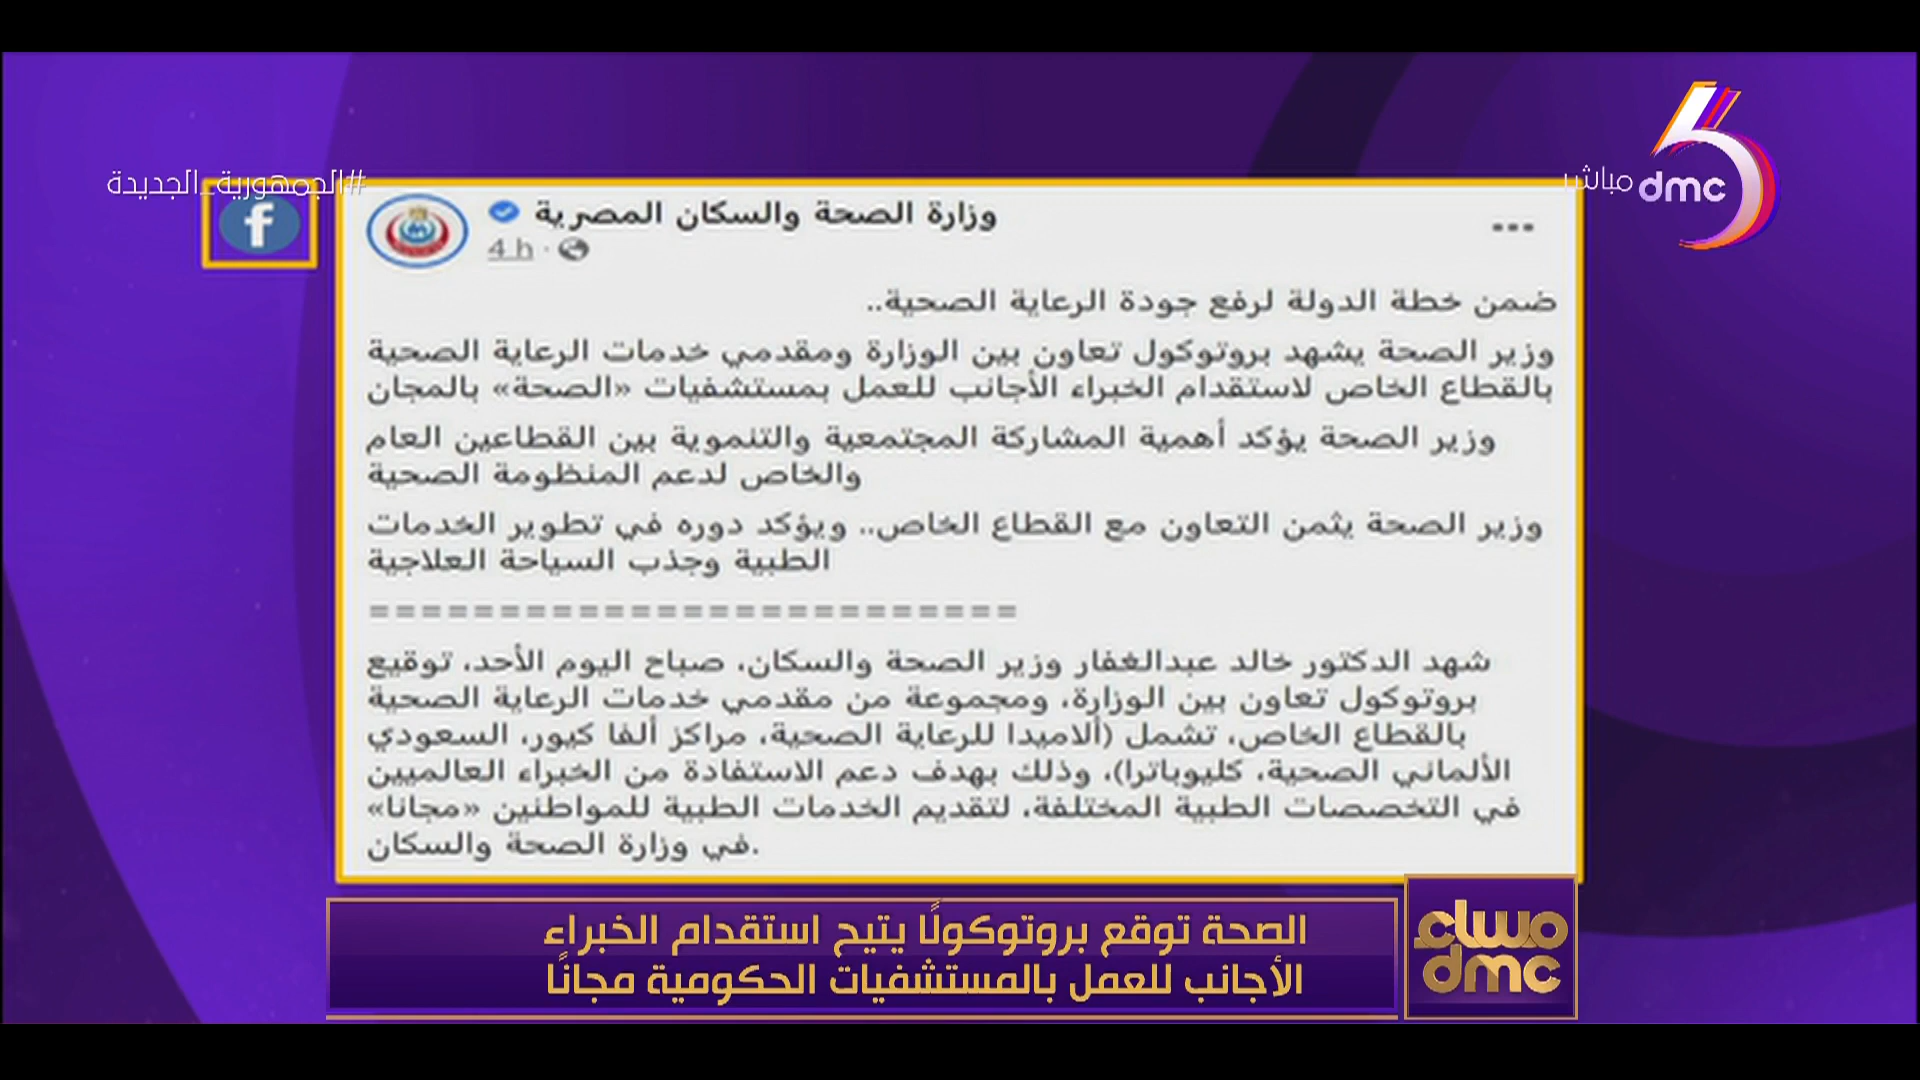 #الجمهورية_الجديدة
مباشر
dmc
وزارة الصحة والسكان المصرية
4 h
ضمن خطة الدولة لرفع جودة الرعاية الصحية..
وزير الصحة يشهد بروتوكول تعاون بين الوزارة ومقدمي خدمات الرعاية الصحية
بالقطاع الخاص لاستقدام الخبراء الأجانب للعمل بمستشفيات «الصحة» بالمجان
وزير الصحة يؤكد أهمية المشاركة المجتمعية والتنموية بين القطاعين العام
والخاص لدعم المنظومة الصحية
وزير الصحة يثمن التعاون مع القطاع الخاص.. ويؤكد دوره في تطوير الخدمات
الطبية وجذب السياحة العلاجية
=========================
شهد الدكتور خالد عبدالغفار وزير الصحة والسكان، صباح اليوم الأحد، توقيع
بروتوكول تعاون بين الوزارة، ومجموعة من مقدمي خدمات الرعاية الصحية
بالقطاع الخاص، تشمل (ألاميدا للرعاية الصحية، مراكز ألفا كيور، السعودي
الألماني الصحية، كليوباترا)، وذلك بهدف دعم الاستفادة من الخبراء العالميين
في التخصصات الطبية المختلفة، لتقديم الخدمات الطبية للمواطنين «مجانا»
في وزارة الصحة والسكان.
الصحة توقع بروتوكولًا يتيح استقدام الخبراء
الأجانب للعمل بالمستشفيات الحكومية مجانًا
مساء
dmc